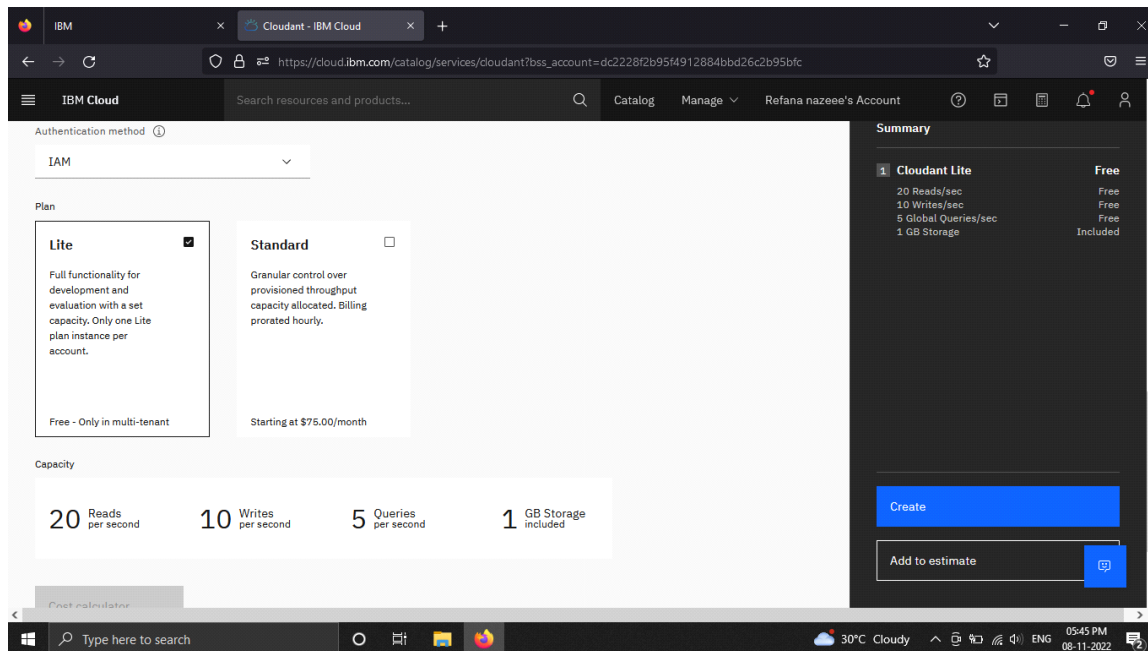 IBM
Cloudant - IBM Cloud
https://cloud.ibm.com/catalog/services/cloudant?bss_account=dc2228f2b95f4912884bbd26c2b95bfc
IBM Cloud
Search resources and products...
Catalog
Manage
Refana nazeee's Account
Authentication method
IAM
Plan
Lite
Full functionality for
development and
evaluation with a set
capacity. Only one Lite
plan instance per
account.
Free - Only in multi-tenant
Standard
Granular control over
provisioned throughput
capacity allocated. Billing
prorated hourly.
Starting at $75.00/month
Capacity
20 Reads
per second
10 Writes
per second
5 Queries
per second
1 GB Storage
included
Cost calculator
Summary
1 Cloudant Lite Free
20 Reads/sec Free
10 Writes/sec Free
5 Global Queries/sec Free
1 GB Storage Included
Create
Add to estimate
Type here to search
30°C Cloudy
ENG
05:45 PM
08-11-2022
2